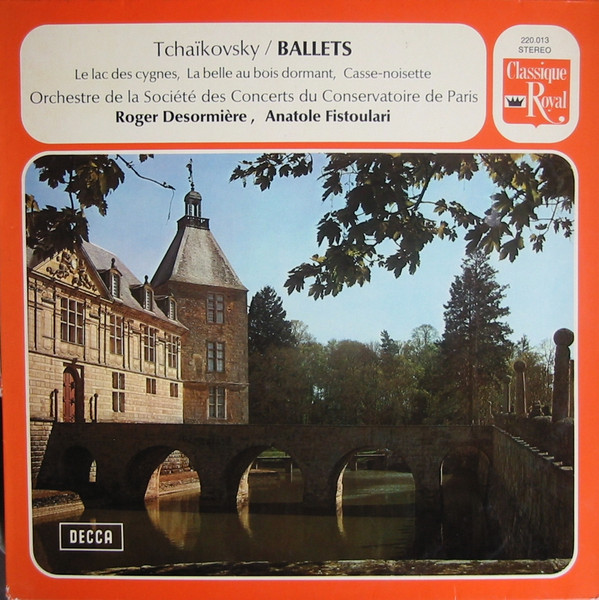 Tchaïkovsky / BALLETS
Le lac des cygnes, La belle au bois dormant, Casse-noisette
Orchestre de la Société des Concerts du Conservatoire de Paris
Roger Desormière, Anatole Fistoulari
220.013
STEREO
Classique
Royal.
DECCA